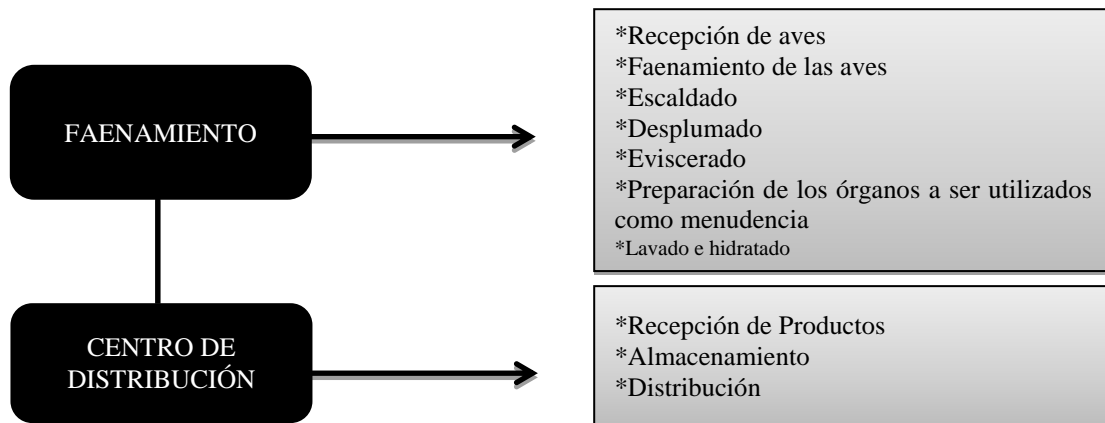 FAENAMIENTO
*Recepción de aves
*Faenamiento de las aves
*Escaldado
*Desplumado
*Eviscerado
*Preparación de los órganos a ser utilizados
como menudencia
*Lavado e hidratado
CENTRO DE
DISTRIBUCIÓN
*Recepción de Productos
*Almacenamiento
*Distribución